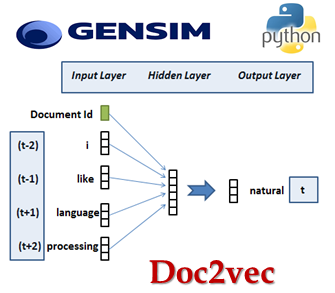 GENSIM
python
Input Layer Hidden Layer Output Layer
Document Id
(t-2) i
(t-1) like
natural t
(t+1) language
(t+2) processing
Doc2vec